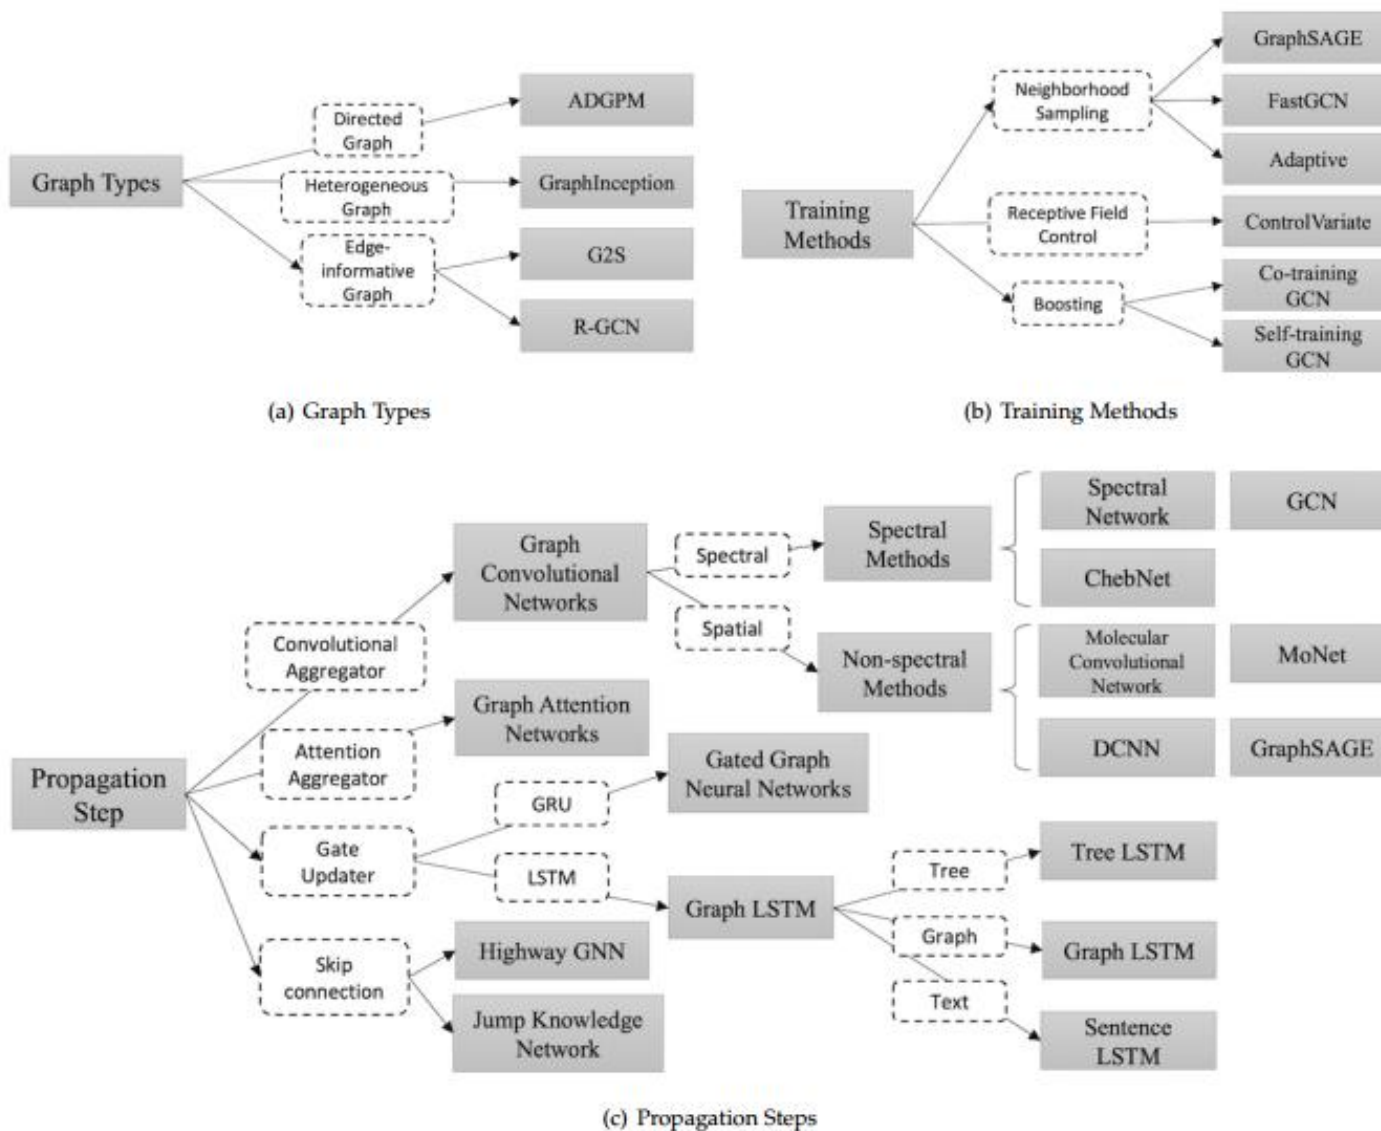 Graph Types
Directed
Graph
Heterogeneous
Graph
Edge-
informative
Graph
ADGPM
GraphInception
G2S
R-GCN
(a) Graph Types
Training
Methods
Neighborhood
Sampling
Receptive Field
Control
Boosting
GraphSAGE
FastGCN
Adaptive
ControlVariate
Co-training
GCN
Self-training
GCN
(b) Training Methods
Propagation
Step
Convolutional
Aggregator
Attention
Aggregator
Gate
Updater
Skip
connection
Graph
Convolutional
Networks
Graph Attention
Networks
GRU
LSTM
Highway GNN
Jump Knowledge
Network
Spectral
Spatial
Gated Graph
Neural Networks
Graph LSTM
Spectral
Methods
Non-spectral
Methods
Tree
Graph
Text
Spectral
Network
GCN
ChebNet
Molecular
Convolutional
Network
MoNet
DCNN
GraphSAGE
Tree LSTM
Graph LSTM
Sentence
LSTM
(c) Propagation Steps